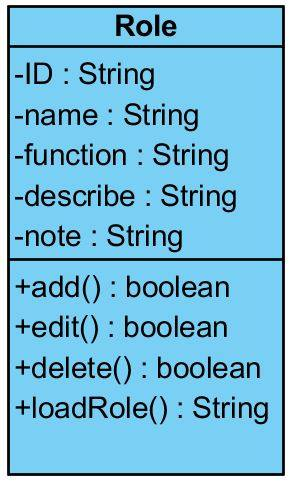 Role
-ID : String
-name : String
-function : String
-describe : String
-note : String
+add() : boolean
+edit() : boolean
+delete() : boolean
+loadRole() : String